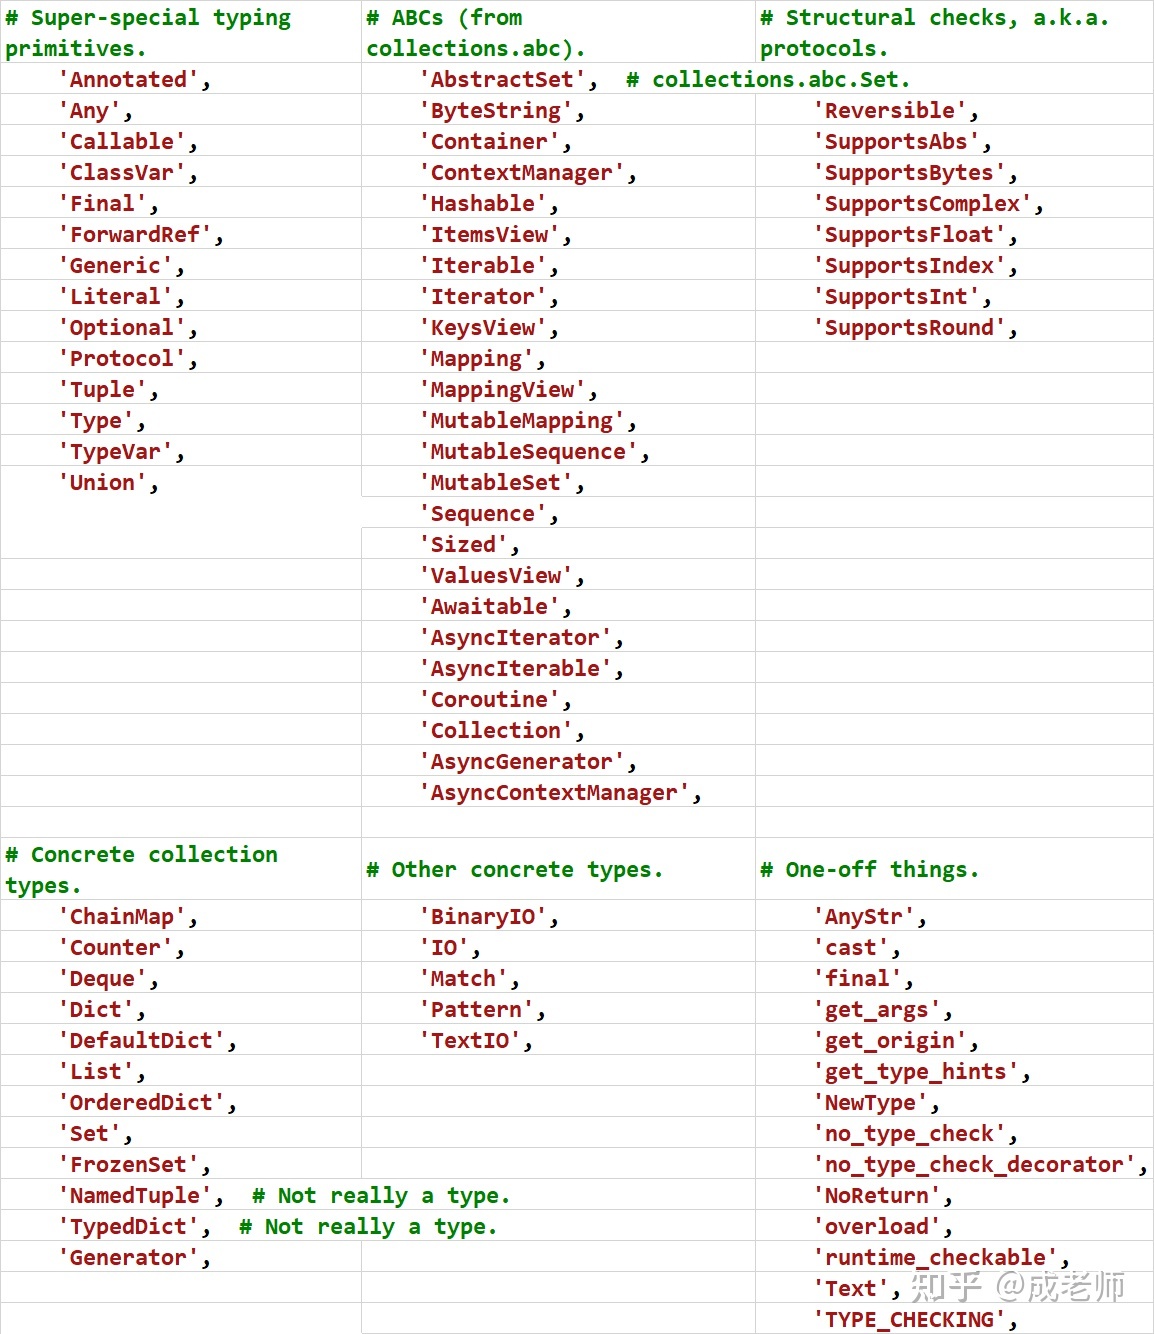 # Super-special typing
primitives.
'Annotated',
'Any',
'Callable',
'ClassVar',
'Final',
'ForwardRef',
'Generic',
'Literal',
'Optional',
'Protocol',
'Tuple',
'Type',
'TypeVar',
'Union',
# ABCs (from
collections.abc).
'AbstractSet', # collections.abc.Set.
'ByteString',
'Container',
'ContextManager',
'Hashable',
'ItemsView',
'Iterable',
'Iterator',
'KeysView',
'Mapping',
'MappingView',
'MutableMapping',
'MutableSequence',
'MutableSet',
'Sequence',
'Sized',
'ValuesView',
'Awaitable',
'AsyncIterator',
'AsyncIterable',
'Coroutine',
'Collection',
'AsyncGenerator',
'AsyncContextManager',
# Structural checks, a.k.a.
protocols.
'Reversible',
'SupportsAbs',
'SupportsBytes',
'SupportsComplex',
'SupportsFloat',
'SupportsIndex',
'SupportsInt',
'SupportsRound',
# Concrete collection
types.
'ChainMap',
'Counter',
'Deque',
'Dict',
'DefaultDict',
'List',
'OrderedDict',
'Set',
'FrozenSet',
'NamedTuple', # Not really a type.
'TypedDict', # Not really a type.
'Generator',
# Other concrete types.
'BinaryIO',
'IO',
'Match',
'Pattern',
'TextIO',
# One-off things.
'AnyStr',
'cast',
'final',
'get_args',
'get_origin',
'get_type_hints',
'NewType',
'no_type_check',
'no_type_check_decorator',
'NoReturn',
'overload',
'runtime_checkable',
'Text',
'TYPE_CHECKING',
知乎 @成老师